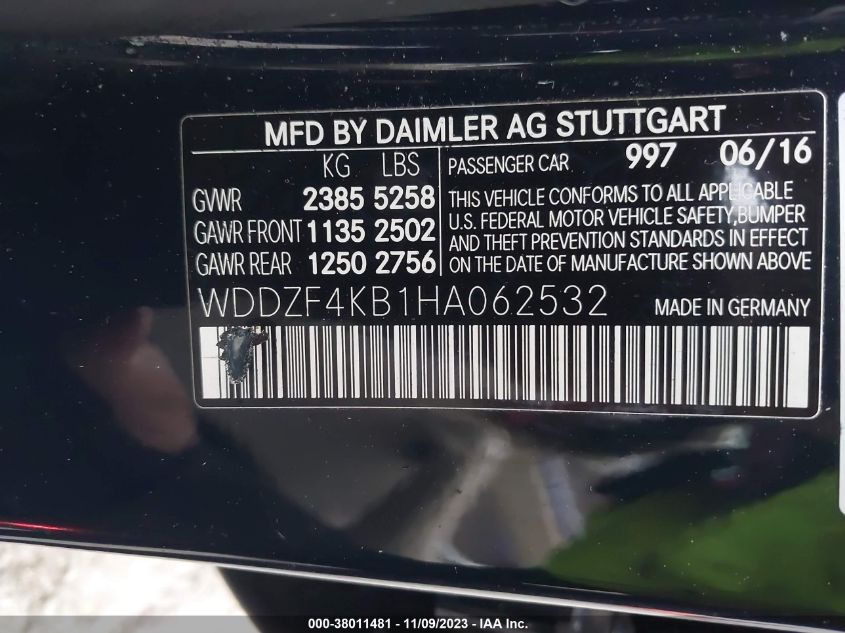 MFD BY DAIMLER AG STUTTGART
KG LBS
GVWR 2385 5258
GAWR FRONT 1135 2502
GAWR REAR 1250 2756
PASSENGER CAR 997 06/16
THIS VEHICLE CONFORMS TO ALL APPLICABLE
U.S. FEDERAL MOTOR VEHICLE SAFETY,BUMPER
AND THEFT PREVENTION STANDARDS IN EFFECT
ON THE DATE OF MANUFACTURE SHOWN ABOVE
WDDZF4KB1HA062532 MADE IN GERMANY
000-38011481 - 11/09/2023 - IAA Inc.